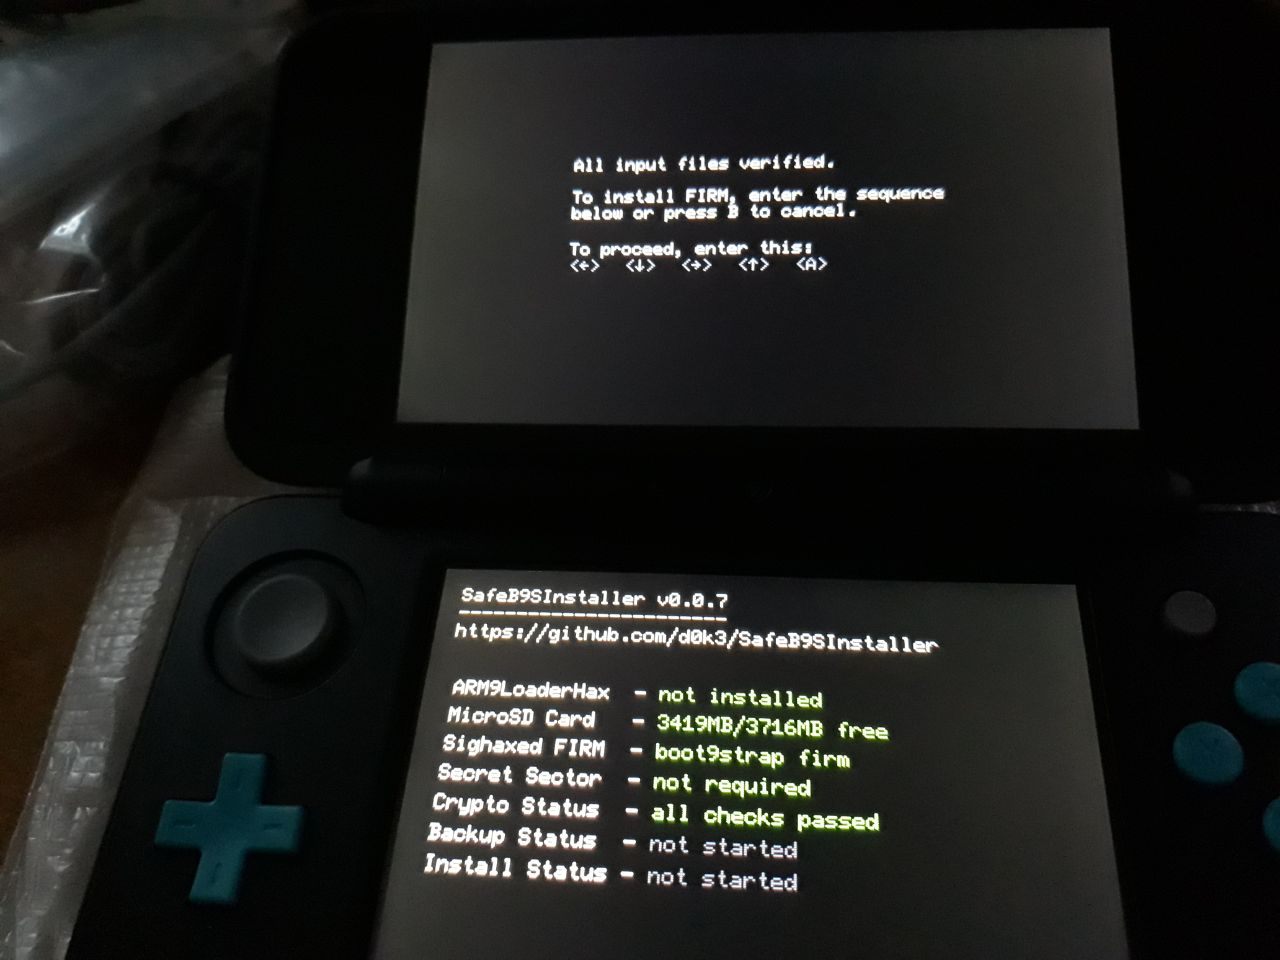 All input files verified.
To install FIRM, enter the sequence
below or press B to cancel.
To proceed, enter this:
<←> <↓> <→> <↑> <A>
SafeB9SInstaller v0.0.7
-----------------------
https://github.com/d0k3/SafeB9SInstaller
ARM9LoaderHax - not installed
MicroSD Card - 3419MB/3716MB free
Sighaxed FIRM - boot9strap firm
Secret Sector - not required
Crypto Status - all checks passed
Backup Status - not started
Install Status - not started